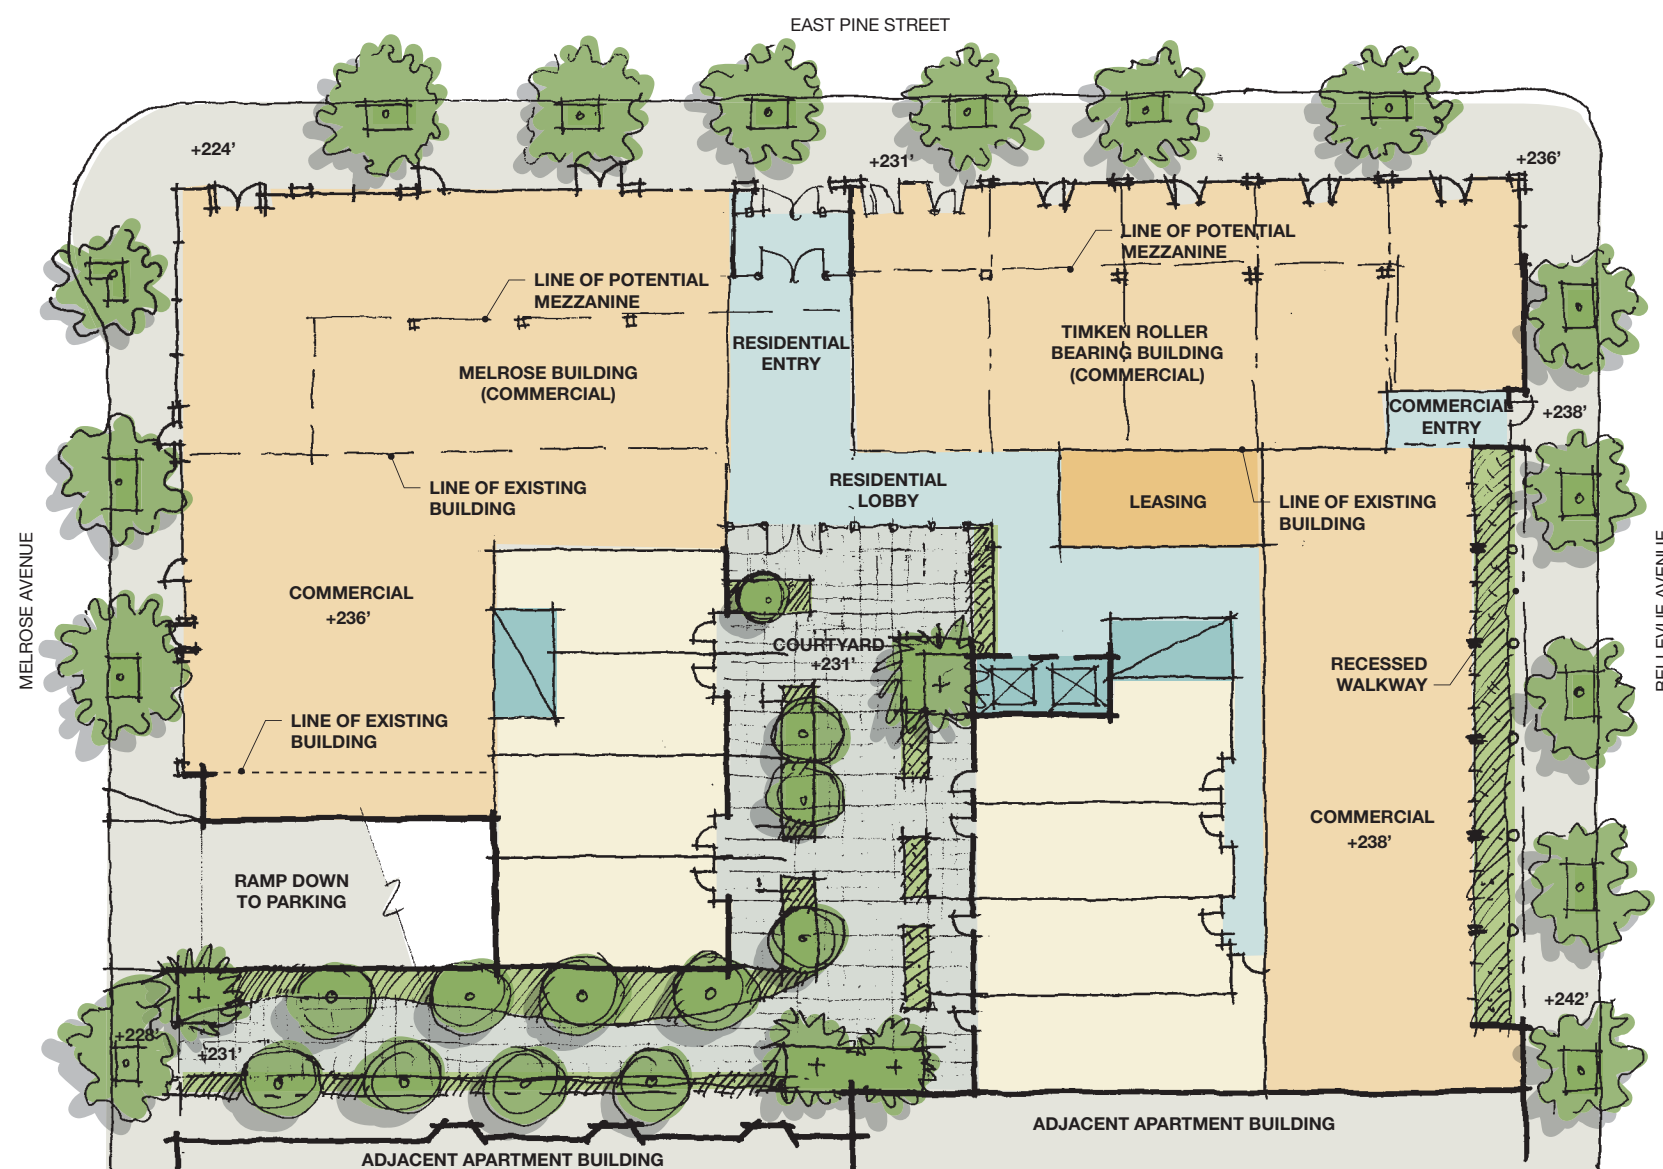 EAST PINE STREET
+224'
+231'
+236'
LINE OF POTENTIAL
MEZZANINE
LINE OF POTENTIAL
MEZZANINE
RESIDENTIAL
ENTRY
TIMKEN ROLLER
BEARING BUILDING
(COMMERCIAL)
MELROSE BUILDING
(COMMERCIAL)
COMMERCIAL
ENTRY
+238'
RESIDENTIAL
LOBBY
LEASING
LINE OF EXISTING
BUILDING
LINE OF EXISTING
BUILDING
MELROSE AVENUE
BELLEVUE AVENUE
COMMERCIAL
+236'
COURTYARD
+231'
RECESSED
WALKWAY
LINE OF EXISTING
BUILDING
COMMERCIAL
+238'
RAMP DOWN
TO PARKING
+242'
+228'
+231'
ADJACENT APARTMENT BUILDING
ADJACENT APARTMENT BUILDING